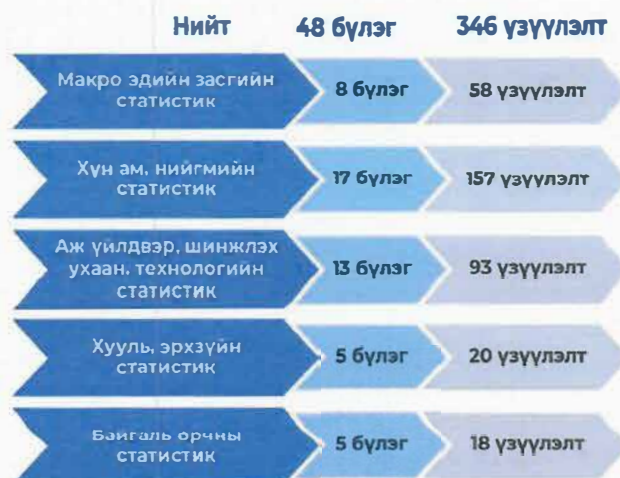 Нийт 48 бүлэг 346 үзүүлэлт
Макро эдийн засгийн
статистик
8 бүлэг
58 үзүүлэлт
Хүн ам, нийгмийн
статистик
17 бүлэг
157 үзүүлэлт
Аж үйлдвэр, шинжлэх
ухаан, технологийн
статистик
13 бүлэг
93 үзүүлэлт
Хууль, эрхзүйн
статистик
5 бүлэг
20 үзүүлэлт
Байгаль орчны
статистик
5 бүлэг
18 үзүүлэлт